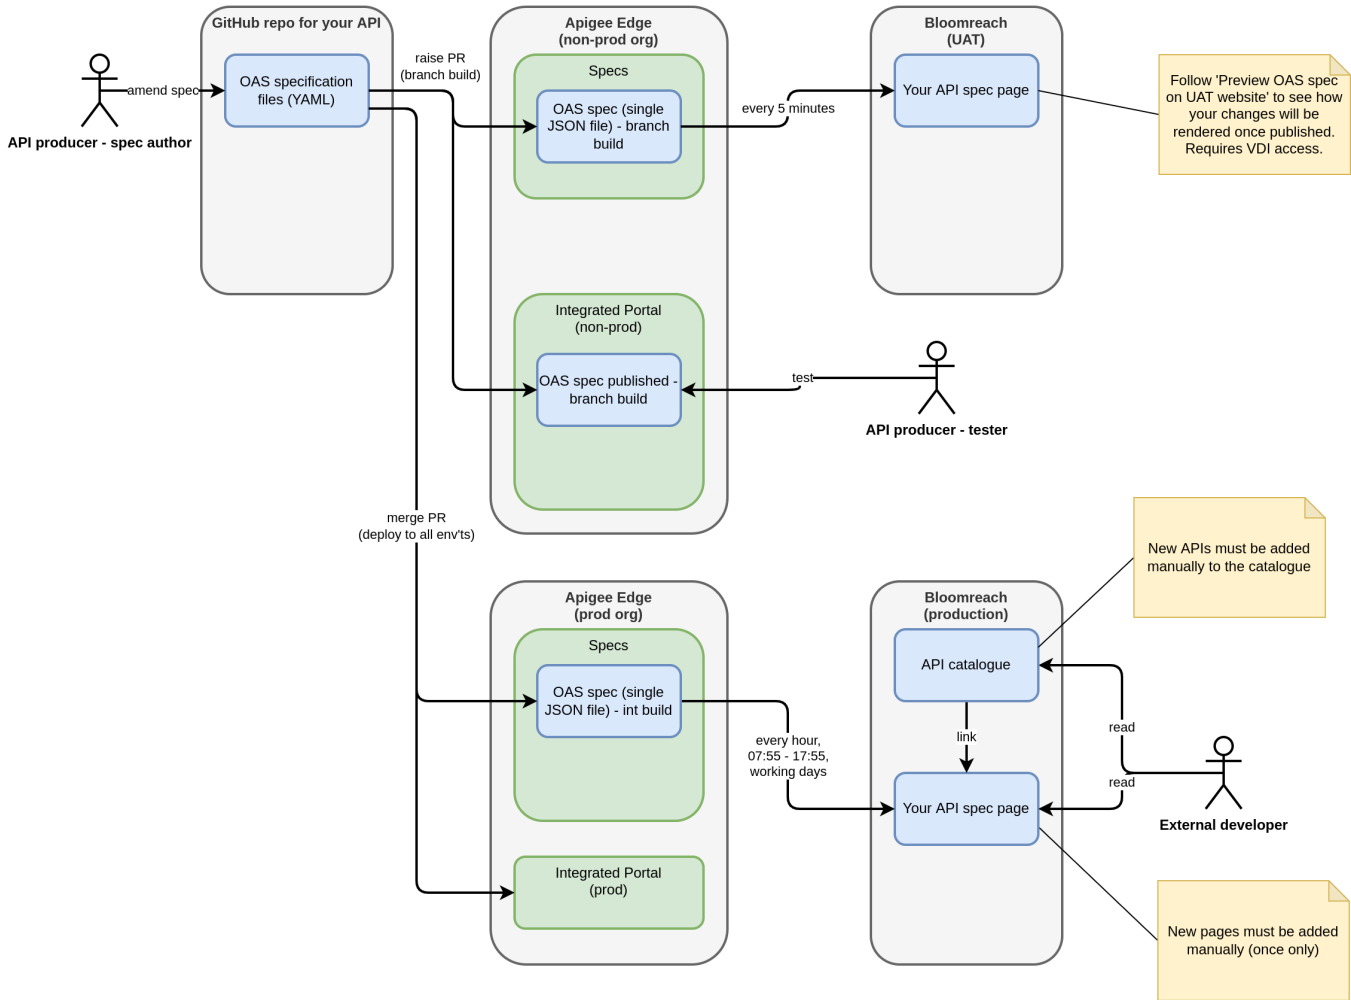 GitHub repo for your API
OAS specification
files (YAML)
amend spec
API producer - spec author
raise PR
(branch build)
Apigee Edge
(non-prod org)
Specs
OAS spec (single
JSON file) - branch
build
every 5 minutes
Bloomreach
(UAT)
Your API spec page
Follow 'Preview OAS spec
on UAT website' to see how
your changes will be
rendered once published.
Requires VDI access.
Integrated Portal
(non-prod)
OAS spec published -
branch build
test
API producer - tester
merge PR
(deploy to all env'ts)
Apigee Edge
(prod org)
Specs
OAS spec (single
JSON file) - int build
every hour,
07:55 - 17:55,
working days
Integrated Portal
(prod)
Bloomreach
(production)
API catalogue
link
Your API spec page
New APIs must be added
manually to the catalogue
read
read
External developer
New pages must be added
manually (once only)